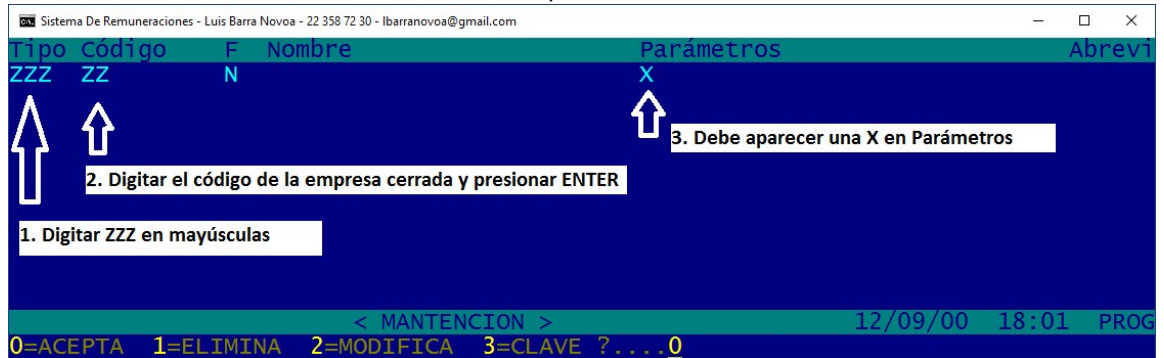 Sistema De Remuneraciones - Luis Barra Novoa - 22 358 72 30 - lbarranovoa@gmail.com
Tipo Código F Nombre Parámetros Abrevi
ZZZ ZZ N X
3. Debe aparecer una X en Parámetros
2. Digitar el código de la empresa cerrada y presionar ENTER
1. Digitar ZZZ en mayúsculas
< MANTENCION > 12/09/00 18:01 PROG
0=ACEPTA 1=ELIMINA 2=MODIFICA 3=CLAVE ?....0